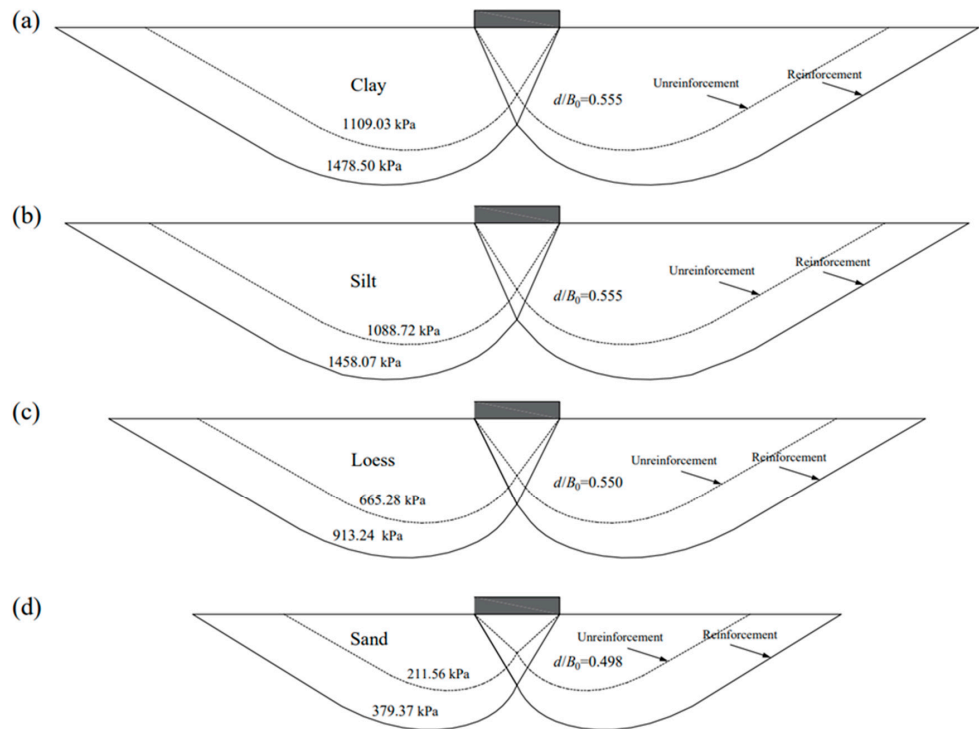 (a)
Clay
Unreinforcement
Reinforcement
d/B₀=0.555
1109.03 kPa
1478.50 kPa
(b)
Silt
Unreinforcement
Reinforcement
d/B₀=0.555
1088.72 kPa
1458.07 kPa
(c)
Loess
Unreinforcement
Reinforcement
d/B₀=0.550
665.28 kPa
913.24 kPa
(d)
Sand
Unreinforcement
Reinforcement
d/B₀=0.498
211.56 kPa
379.37 kPa